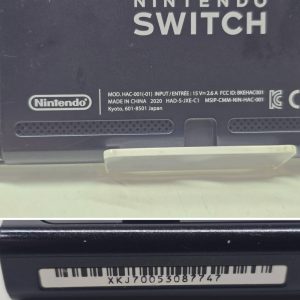 NINTENDO
SWITCH
MOD. HAC-001(-01) INPUT / ENTRÉE : 15 V⎓ 2.6 A FCC ID: BKEHAC001
Nintendo
MADE IN CHINA 2020 HAD-S-JXE-C1 MSIP-CMM-NIN-HAC-001
Kyoto, 601-8501 Japan
XKJ70053087747